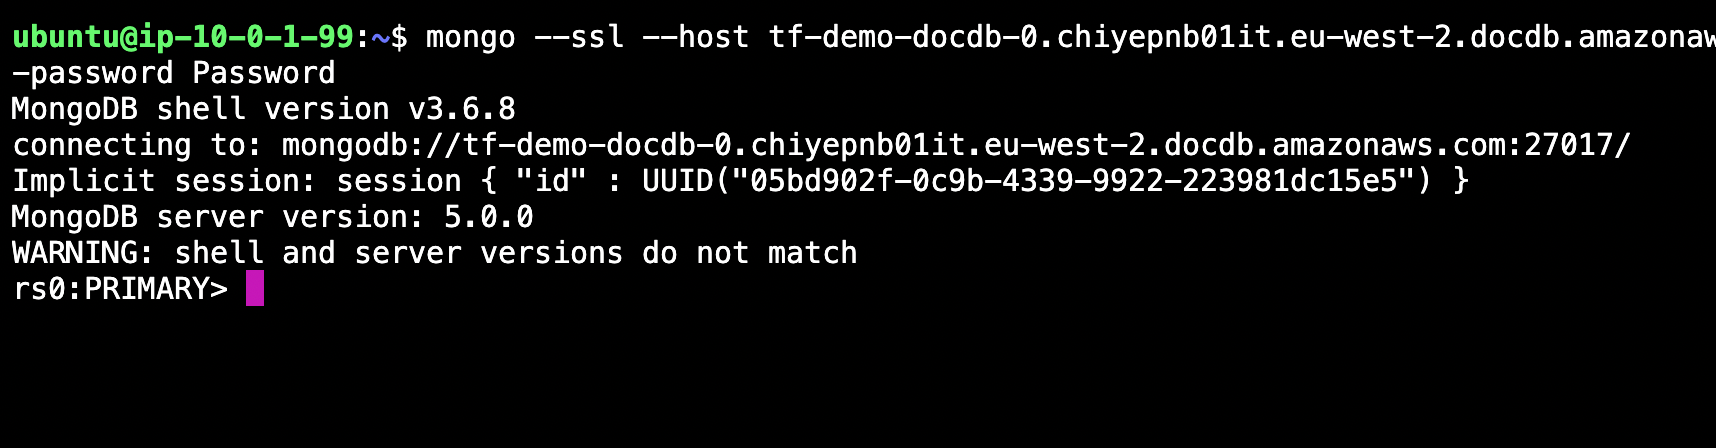 ubuntu@ip-10-0-1-99:~$ mongo --ssl --host tf-demo-docdb-0.chiyepnb01it.eu-west-2.docdb.amazonaw
-password Password
MongoDB shell version v3.6.8
connecting to: mongodb://tf-demo-docdb-0.chiyepnb01it.eu-west-2.docdb.amazonaws.com:27017/
Implicit session: session { "id" : UUID("05bd902f-0c9b-4339-9922-223981dc15e5") }
MongoDB server version: 5.0.0
WARNING: shell and server versions do not match
rs0:PRIMARY>